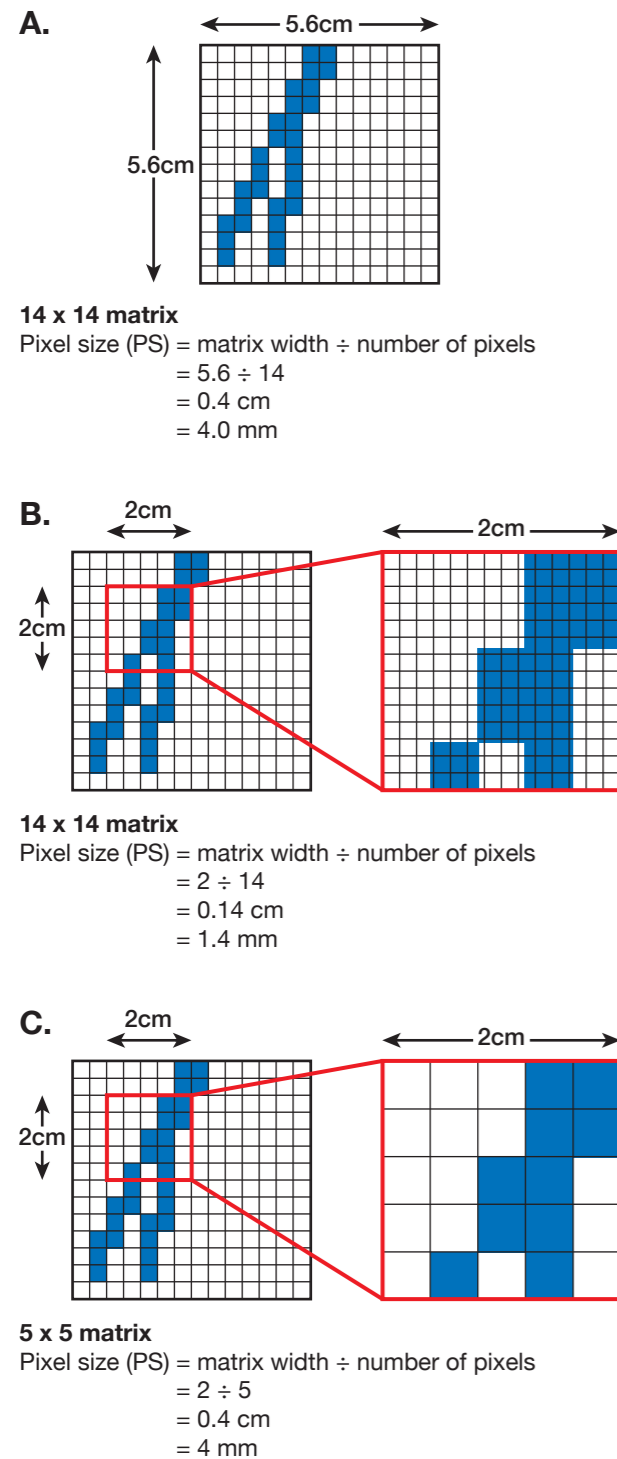 A.
5.6cm
5.6cm
14 x 14 matrix
Pixel size (PS) = matrix width ÷ number of pixels
= 5.6 ÷ 14
= 0.4 cm
= 4.0 mm
B.
2cm
2cm
2cm
14 x 14 matrix
Pixel size (PS) = matrix width ÷ number of pixels
= 2 ÷ 14
= 0.14 cm
= 1.4 mm
C.
2cm
2cm
2cm
5 x 5 matrix
Pixel size (PS) = matrix width ÷ number of pixels
= 2 ÷ 5
= 0.4 cm
= 4 mm